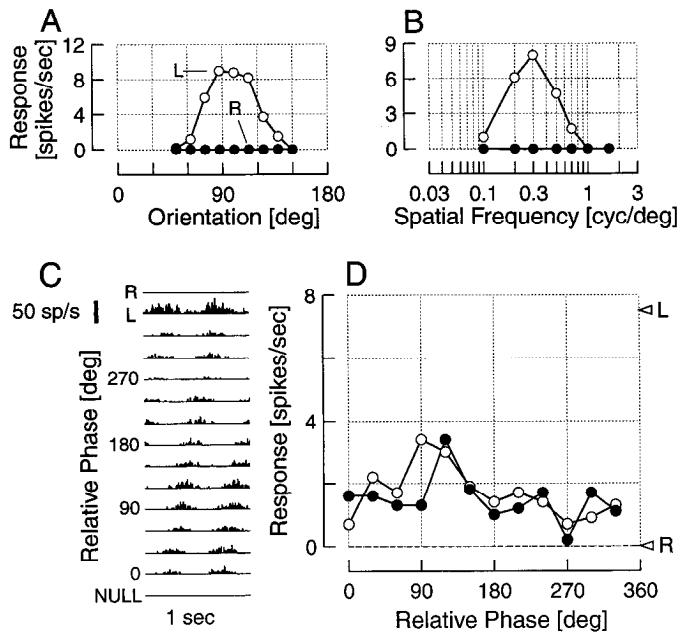 A
Response
[spikes/sec]
12
8
4
0
L
R
0 90 180
Orientation [deg]
B
9
6
3
0
0.03 0.1 0.3 1 3
Spatial Frequency [cyc/deg]
C
R
50 sp/s
L
Relative Phase [deg]
270
180
90
0
NULL
1 sec
D
Response [spikes/sec]
8
4
0
L
R
0 90 180 270 360
Relative Phase [deg]